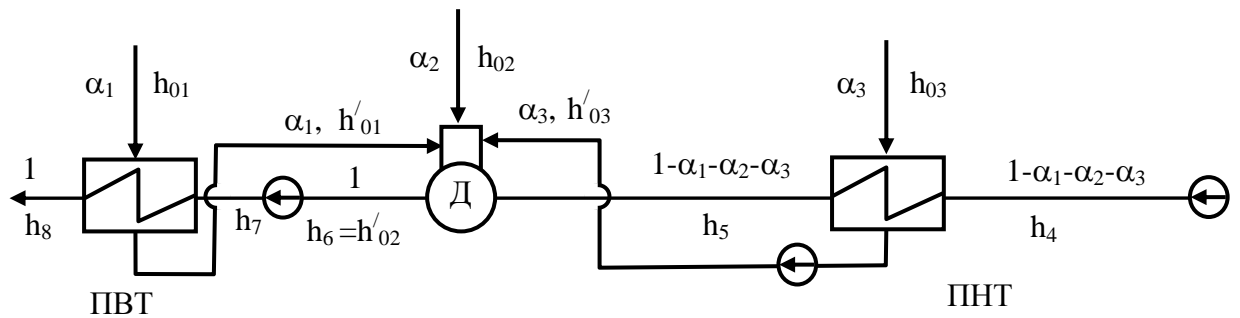 α₁ h₀₁
α₂ h₀₂
α₃ h₀₃
α₁, h′₀₁
α₃, h′₀₃
1
1
Д
1-α₁-α₂-α₃
1-α₁-α₂-α₃
h₈
h₇
h₆=h′₀₂
h₅
h₄
ПВТ
ПНТ